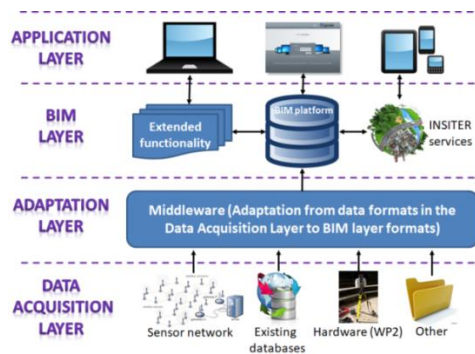 APPLICATION
LAYER
BIM
LAYER
Extended
functionality
BIM platform
INSITER
services
ADAPTATION
LAYER
Middleware (Adaptation from data formats in the
Data Acquisition Layer to BIM layer formats)
DATA
ACQUISITION
LAYER
Sensor network
Existing
databases
Hardware (WP2)
Other